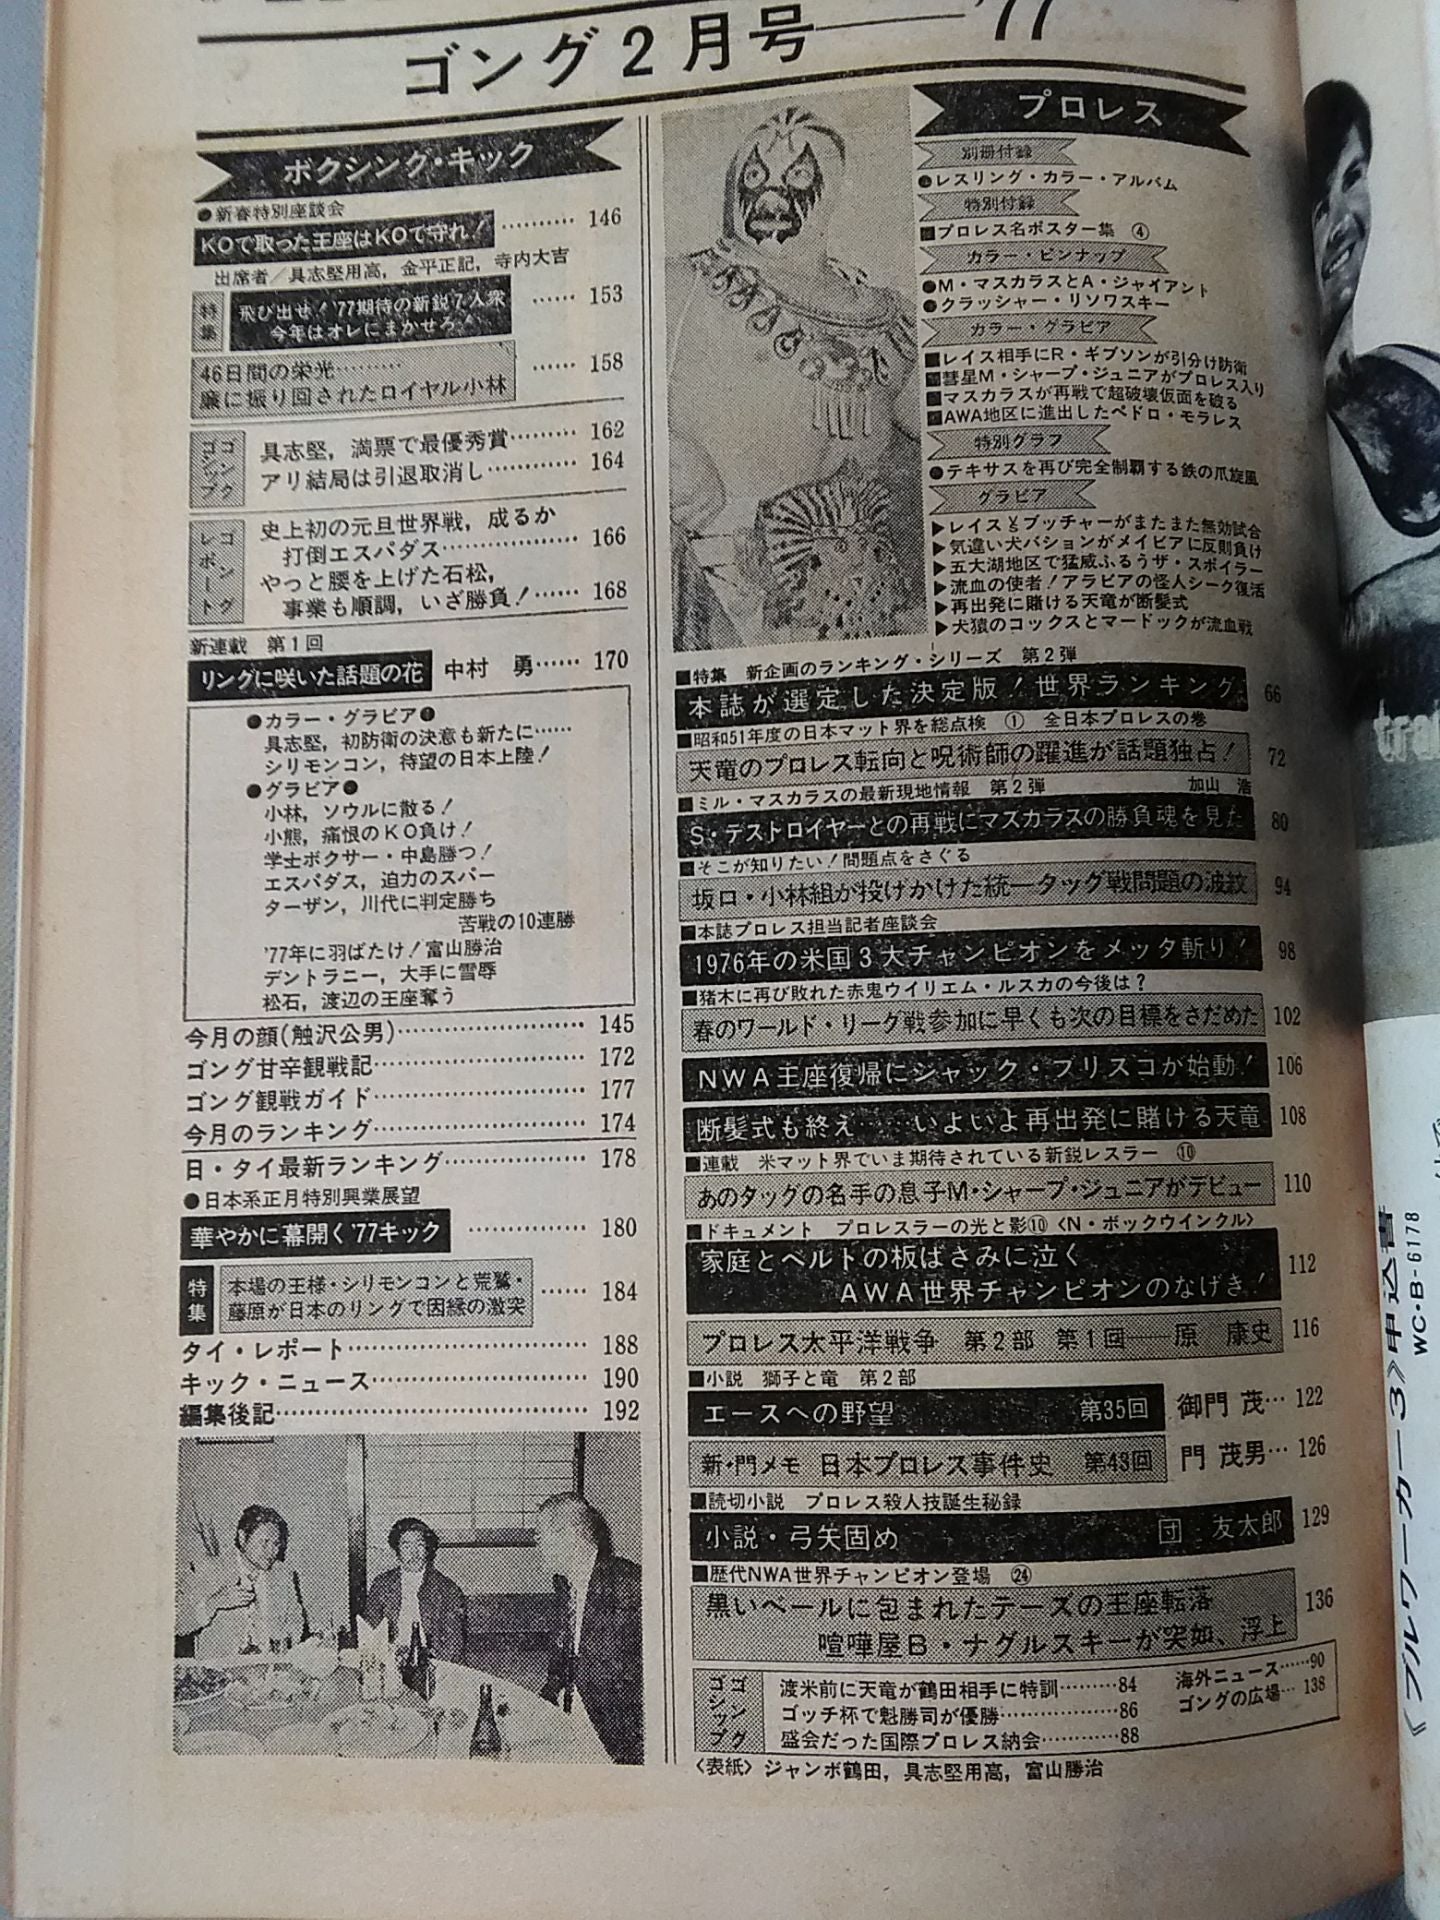 ゴング2月号——'77
ボクシング・キック
●新春特別座談会
KOで取った王座はKOで守れ! ………… 146
出席者/具志堅用高，金平正記，寺内大吉
特集 飛び出せ!'77期待の新鋭7人衆
今年はオレにまかせろ! …… 153
46日間の栄光………
廉に振り回されたロイヤル小林 …… 158
ゴングゴシップ
具志堅，満票で最優秀賞……… 162
アリ結局は引退取消し………… 164
ゴングレポート
史上初の元旦世界戦，成るか
打倒エスパダス……………… 166
やっと腰を上げた石松，
事業も順調，いざ勝負!…… 168
新連載 第1回
リングに咲いた話題の花 中村 勇…… 170
●カラー・グラビア●
具志堅，初防衛の決意も新たに……
シリモンコン，待望の日本上陸!
●グラビア●
小林，ソウルに散る!
小熊，痛恨のKO負け!
学士ボクサー・中島勝つ!
エスパダス，迫力のスパー
ターザン，川代に判定勝ち
苦戦の10連勝
'77年に羽ばたけ!富山勝治
デントラニー，大手に雪辱
松石，渡辺の王座奪う
今月の顔(触沢公男)…………………… 145
ゴング甘辛観戦記……………………… 172
ゴング観戦ガイド……………………… 177
今月のランキング……………………… 174
日・タイ最新ランキング……………… 178
●日本系正月特別興業展望
華やかに幕開く'77キック ……………… 180
特集 本場の王様・シリモンコンと荒鷲・
藤原が日本のリングで因縁の激突 …… 184
タイ・レポート………………………… 188
キック・ニュース……………………… 190
編集後記………………………………… 192
プロレス
別冊付録
●レスリング・カラー・アルバム
特別付録
■プロレス名ポスター集 ④
カラー・ピンナップ
●M・マスカラスとA・ジャイアント
●クラッシャー・リソワスキー
カラー・グラビア
■レイス相手にR・ギブソンが引分け防衛
■彗星M・シャープ・ジュニアがプロレス入り
■マスカラスが再戦で超破壊仮面を破る
■AWA地区に進出したペドロ・モラレス
特別グラフ
●テキサスを再び完全制覇する鉄の爪旋風
グラビア
▶レイス￥ブッチャーがまたまた無効試合
▶気違い犬バションがメイビアに反則負け
▶五大湖地区で猛威ふるうザ・スポイラー
▶流血の使者!アラビアの怪人シーク復活
▶再出発に賭ける天竜が断髪式
▶犬猿のコックスとマードックが流血戦
■特集 新企画のランキング・シリーズ 第2弾
本誌が選定した決定版!世界ランキング 66
■昭和51年度の日本マット界を総点検 ① 全日本プロレスの巻
天竜のプロレス転向と呪術師の躍進が話題独占! 72
■ミル・マスカラスの最新現地情報 第2弾 加山 浩
S・デストロイヤーとの再戦にマスカラスの勝負魂を見た 80
■そこが知りたい!問題点をさぐる
坂口・小林組が投げかけた統一タッグ戦問題の波紋 94
■本誌プロレス担当記者座談会
1976年の米国3大チャンピオンをメッタ斬り! 98
■猪木に再び敗れた赤鬼ウイリエム・ルスカの今後は?
春のワールド・リーグ戦参加に早くも次の目標をさだめた 102
NWA王座復帰にジャック・ブリスコが始動! 106
断髪式も終え……いよいよ再出発に賭ける天竜 108
■連載 米マット界でいま期待されている新鋭レスラー ⑩
あのタッグの名手の息子M・シャープ・ジュニアがデビュー 110
■ドキュメント プロレスラーの光と影⑩〈N・ボックウインクル〉
家庭とベルトの板ばさみに泣く
AWA世界チャンピオンのなげき! 112
プロレス太平洋戦争 第2部 第1回——原 康史 116
■小説 獅子と竜 第2部
エースへの野望 第35回 御門 茂… 122
新・門メモ 日本プロレス事件史 第43回 門 茂男… 126
■読切小説 プロレス殺人技誕生秘録
小説・弓矢固め 団 友太郎 129
■歴代NWA世界チャンピオン登場 ㉔
黒いベールに包まれたテーズの王座転落
喧嘩屋B・ナグルスキーが突如、浮上 136
ゴングゴシップ
渡米前に天竜が鶴田相手に特訓……… 84
ゴッチ杯で魁勝司が優勝……………… 86
盛会だった国際プロレス納会………… 88
海外ニュース…… 90
ゴングの広場… 138
〈表紙〉ジャンボ鶴田，具志堅用高，富山勝治
《ブルワーカー3》申込書
WC・B-6178